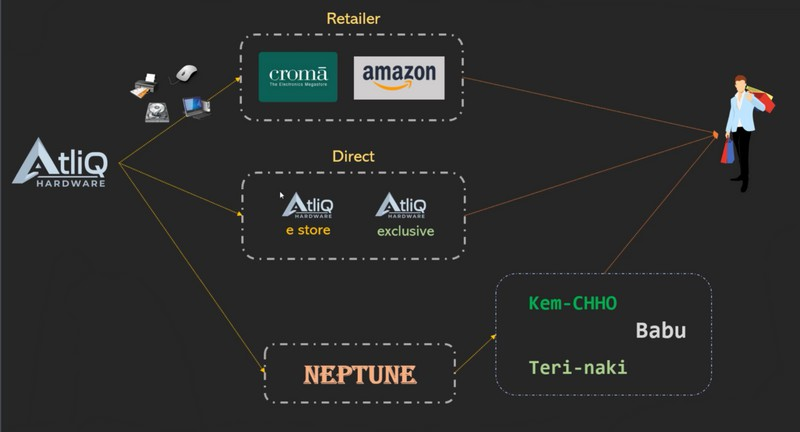 Retailer
cromā
The Electronics Megastore
amazon
AtliQ
HARDWARE
Direct
AtliQ
HARDWARE
e store
AtliQ
HARDWARE
exclusive
NEPTUNE
Kem-CHHO
Babu
Teri-naki